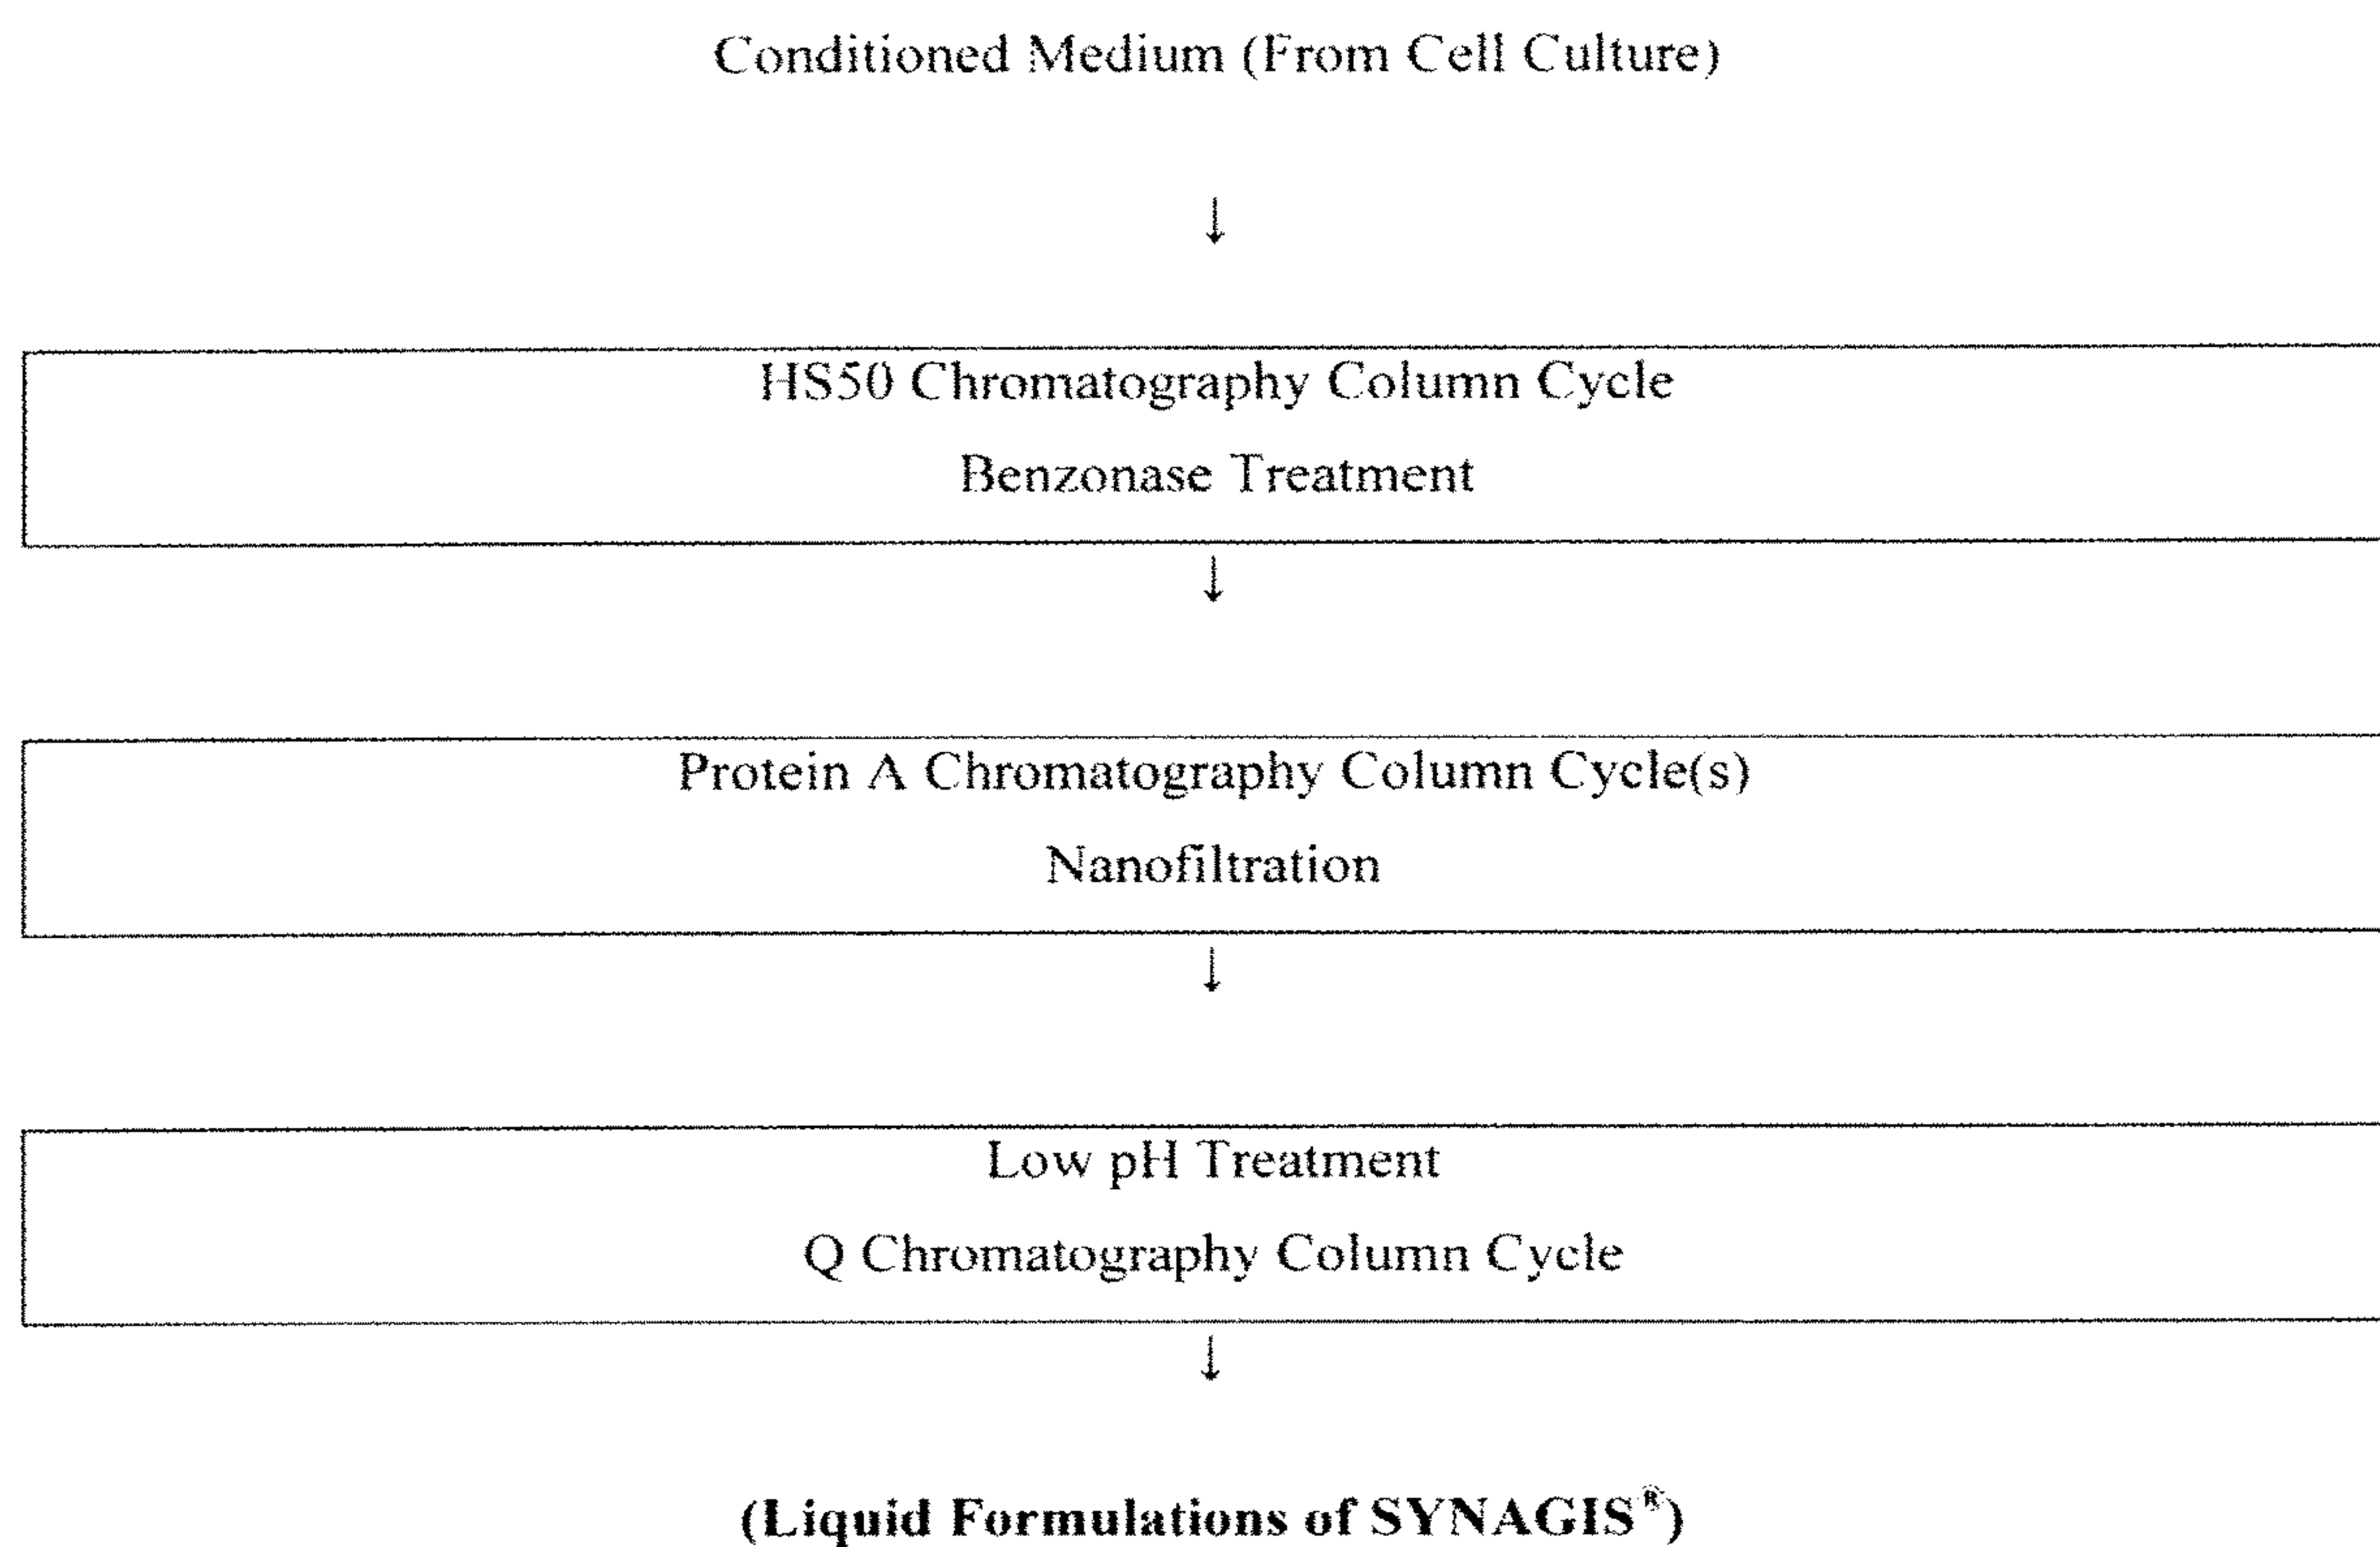 Conditioned Medium (From Cell Culture)
↓
HS50 Chromatography Column Cycle
Benzonase Treatment
↓
Protein A Chromatography Column Cycle(s)
Nanofiltration
↓
Low pH Treatment
Q Chromatography Column Cycle
↓
(Liquid Formulations of SYNAGIS®)